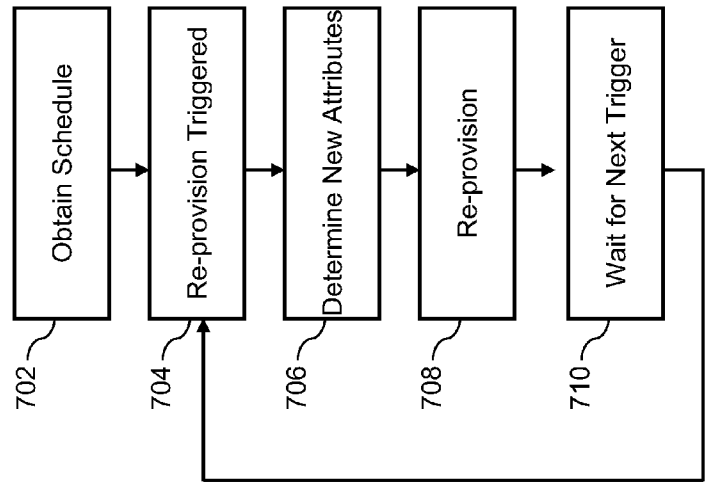 702
Obtain Schedule
704
Re-provision Triggered
706
Determine New Attributes
708
Re-provision
710
Wait for Next Trigger